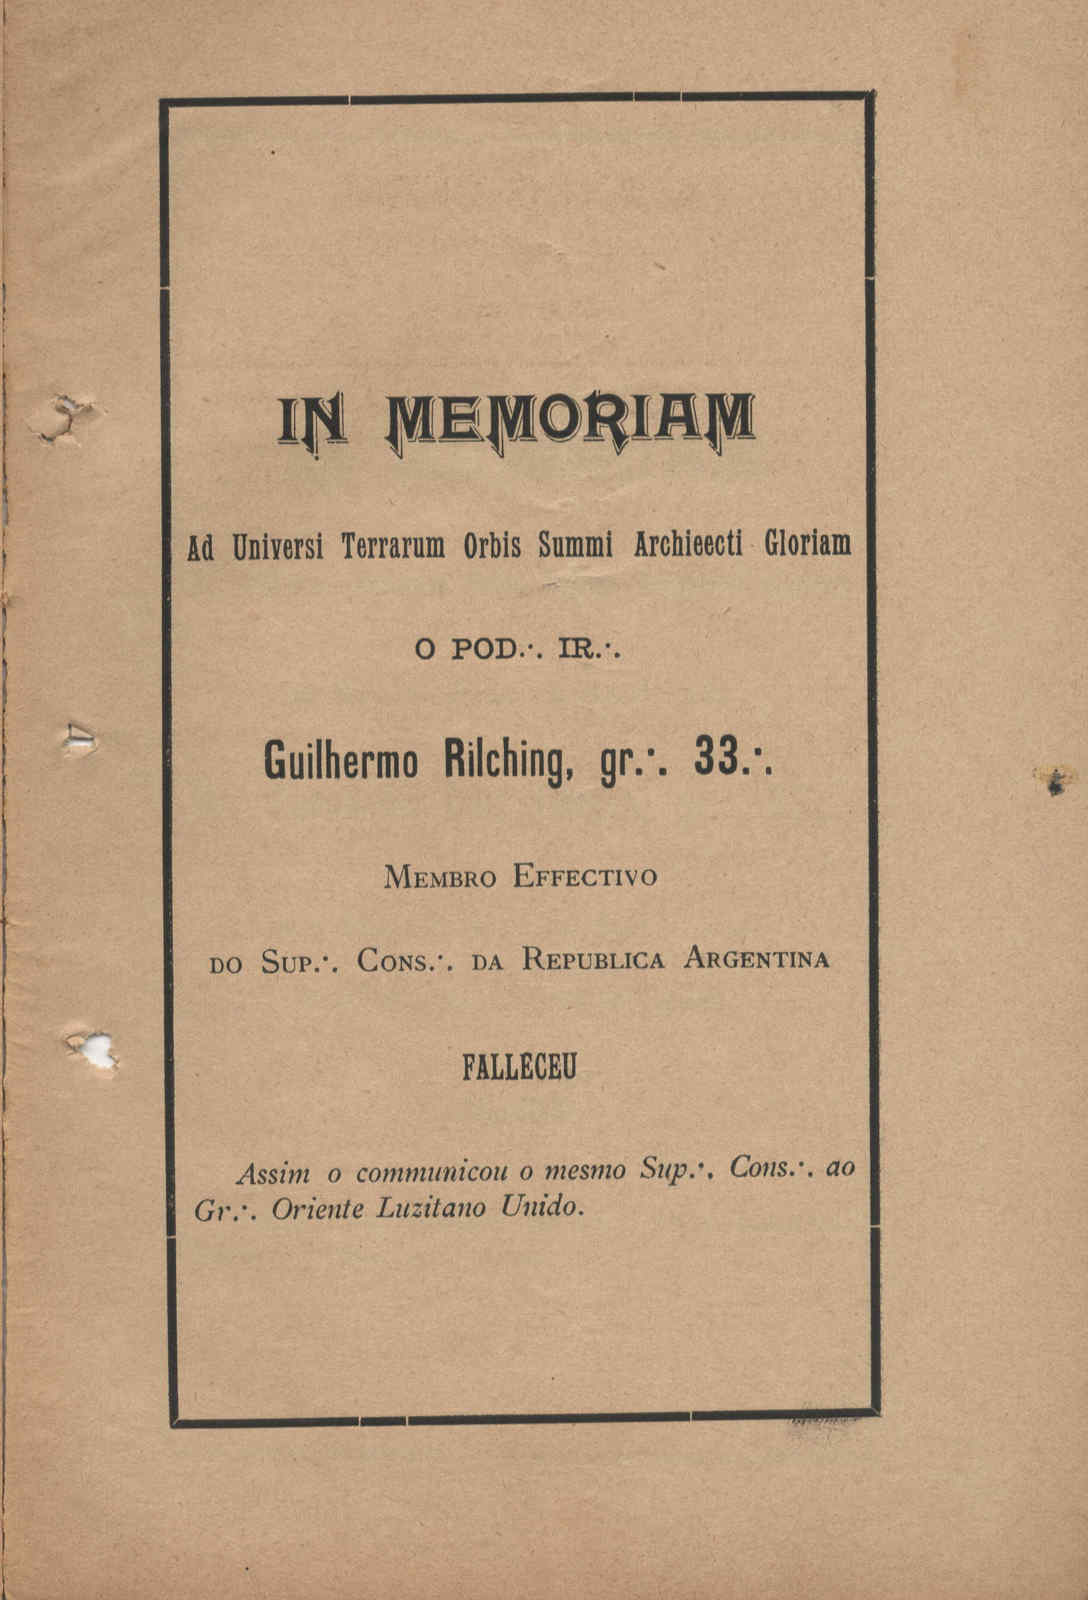 IN MEMORIAM
Ad Universi Terrarum Orbis Summi Archieecti Gloriam
O POD.·. IR.·.
Guilhermo Rilching, gr.·. 33.·.
MEMBRO EFFECTIVO
DO SUP.·. CONS.·. DA REPUBLICA ARGENTINA
FALLECEU
Assim o communicou o mesmo Sup.·. Cons.·. ao
Gr.·. Oriente Luzitano Unido.